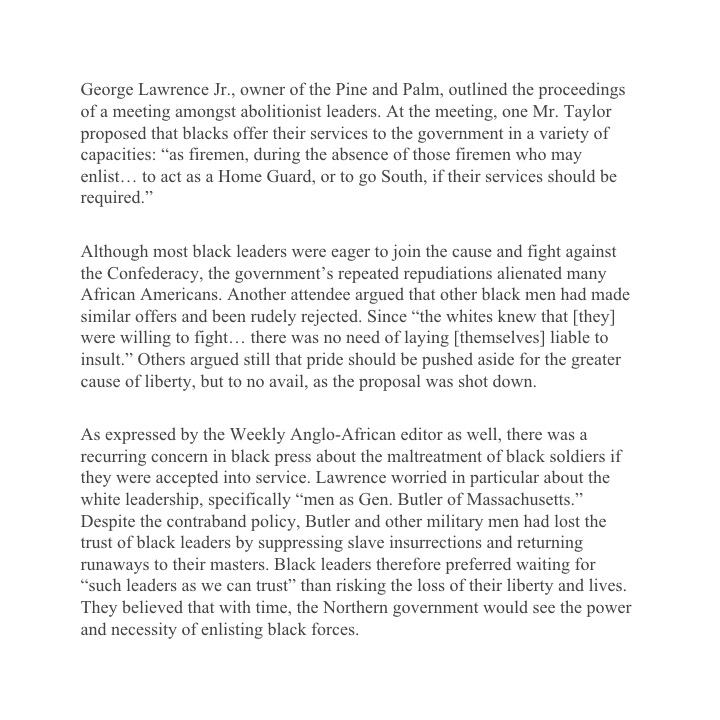 George Lawrence Jr., owner of the Pine and Palm, outlined the proceedings
of a meeting amongst abolitionist leaders. At the meeting, one Mr. Taylor
proposed that blacks offer their services to the government in a variety of
capacities: “as firemen, during the absence of those firemen who may
enlist… to act as a Home Guard, or to go South, if their services should be
required.”
Although most black leaders were eager to join the cause and fight against
the Confederacy, the government’s repeated repudiations alienated many
African Americans. Another attendee argued that other black men had made
similar offers and been rudely rejected. Since “the whites knew that [they]
were willing to fight… there was no need of laying [themselves] liable to
insult.” Others argued still that pride should be pushed aside for the greater
cause of liberty, but to no avail, as the proposal was shot down.
As expressed by the Weekly Anglo-African editor as well, there was a
recurring concern in black press about the maltreatment of black soldiers if
they were accepted into service. Lawrence worried in particular about the
white leadership, specifically “men as Gen. Butler of Massachusetts.”
Despite the contraband policy, Butler and other military men had lost the
trust of black leaders by suppressing slave insurrections and returning
runaways to their masters. Black leaders therefore preferred waiting for
“such leaders as we can trust” than risking the loss of their liberty and lives.
They believed that with time, the Northern government would see the power
and necessity of enlisting black forces.